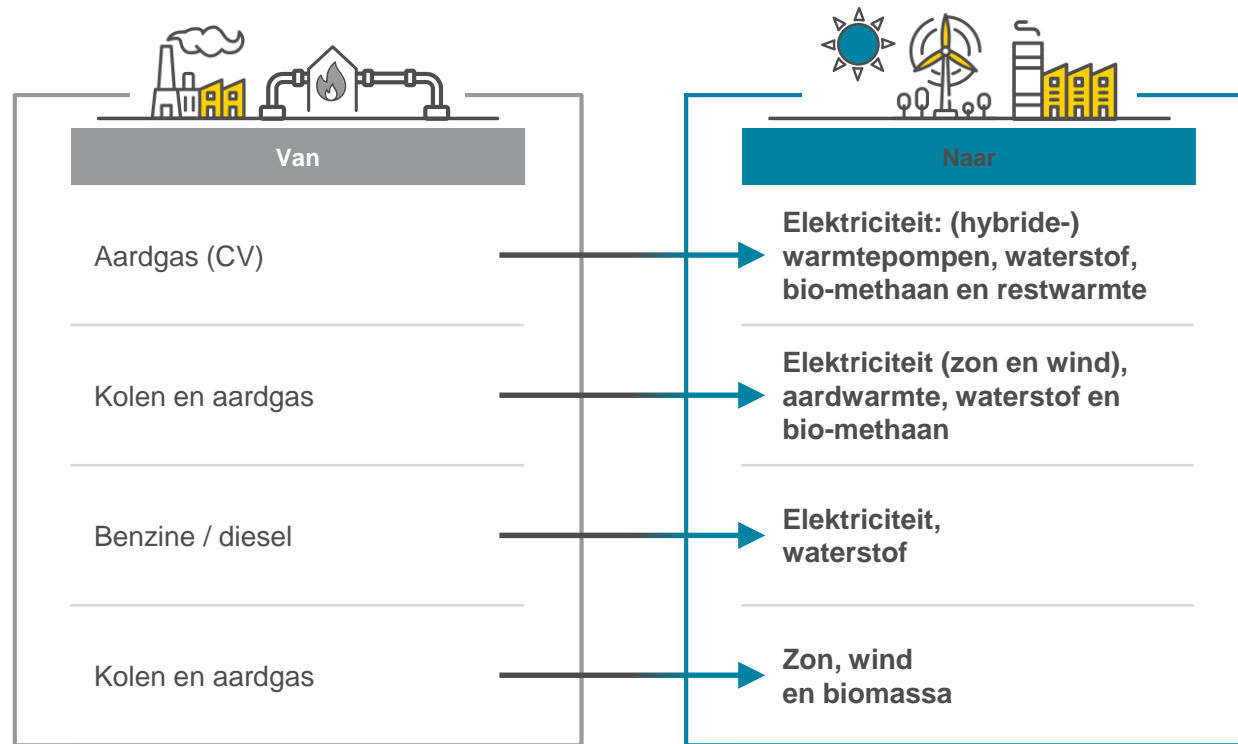 Van
Naar
Aardgas (CV)
Elektriciteit: (hybride-)
warmtepompen, waterstof,
bio-methaan en restwarmte
Kolen en aardgas
Elektriciteit (zon en wind),
aardwarmte, waterstof en
bio-methaan
Benzine / diesel
Elektriciteit,
waterstof
Kolen en aardgas
Zon, wind
en biomassa